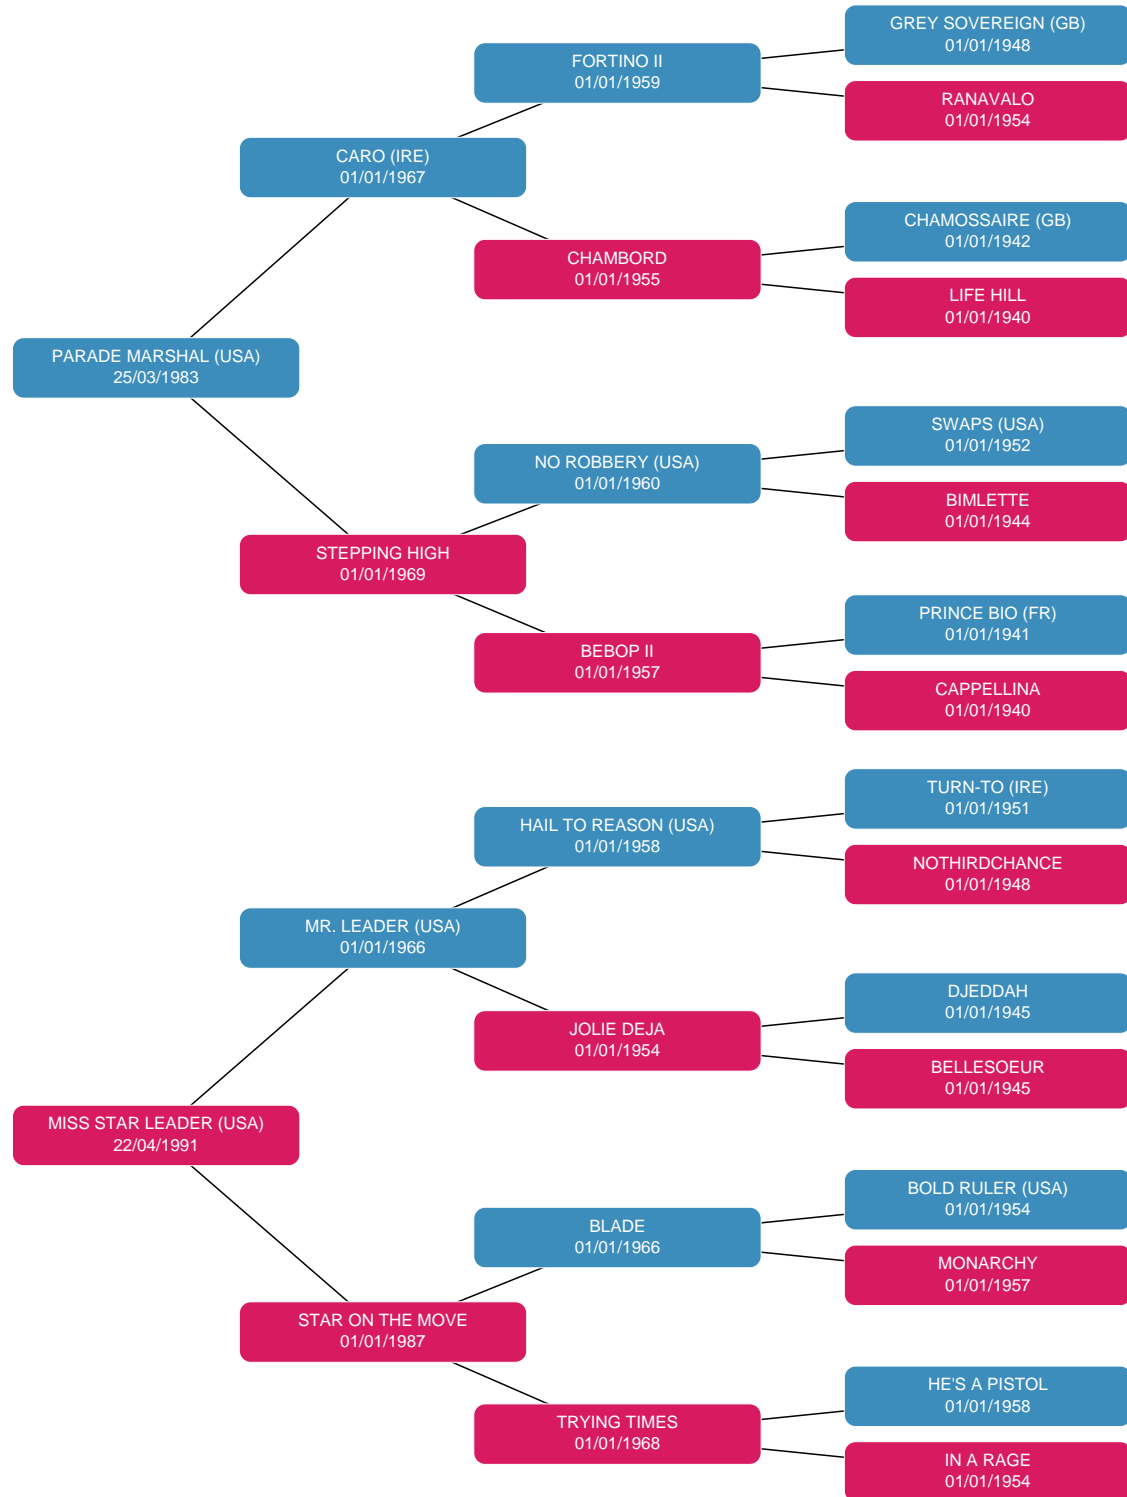 GREY SOVEREIGN (GB)
01/01/1948
FORTINO II
01/01/1959
RANAVALO
01/01/1954
CARO (IRE)
01/01/1967
CHAMOSSAIRE (GB)
01/01/1942
CHAMBORD
01/01/1955
LIFE HILL
01/01/1940
PARADE MARSHAL (USA)
25/03/1983
SWAPS (USA)
01/01/1952
NO ROBBERY (USA)
01/01/1960
BIMLETTE
01/01/1944
STEPPING HIGH
01/01/1969
PRINCE BIO (FR)
01/01/1941
BEBOP II
01/01/1957
CAPPELLINA
01/01/1940
TURN-TO (IRE)
01/01/1951
HAIL TO REASON (USA)
01/01/1958
NOTHIRDCHANCE
01/01/1948
MR. LEADER (USA)
01/01/1966
DJEDDAH
01/01/1945
JOLIE DEJA
01/01/1954
BELLESOEUR
01/01/1945
MISS STAR LEADER (USA)
22/04/1991
BOLD RULER (USA)
01/01/1954
BLADE
01/01/1966
MONARCHY
01/01/1957
STAR ON THE MOVE
01/01/1987
HE'S A PISTOL
01/01/1958
TRYING TIMES
01/01/1968
IN A RAGE
01/01/1954